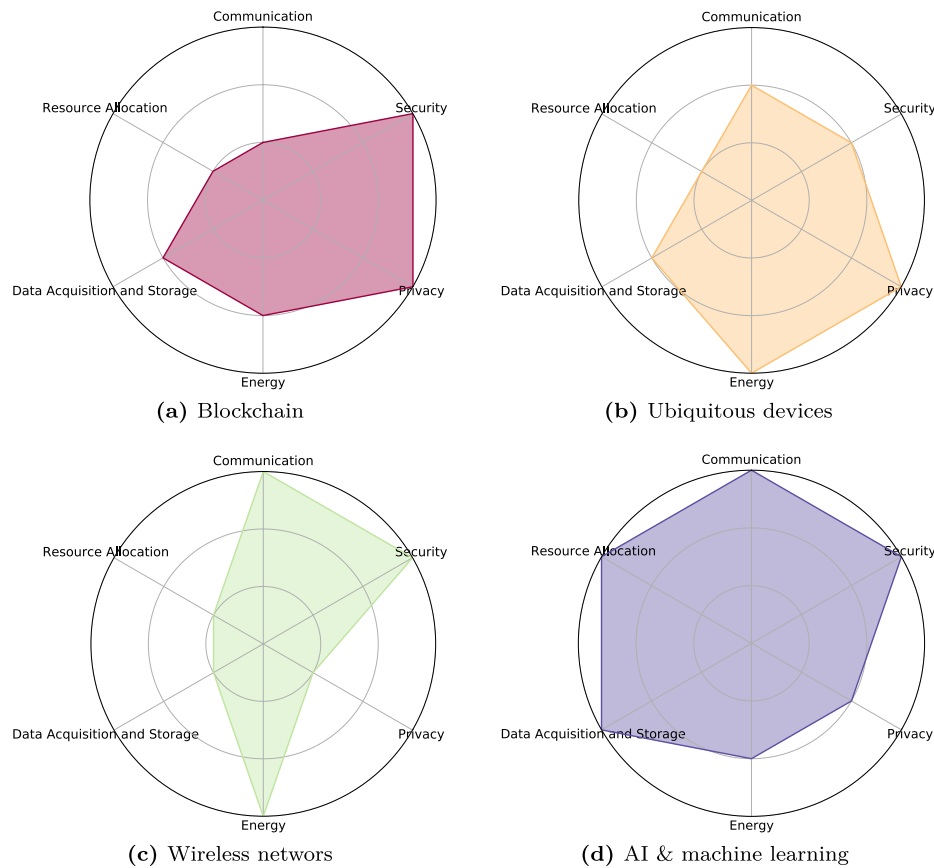 Communication
Communication
Resource Allocation
Security
Resource Allocation
Security
Data Acquisition and Storage
Privacy
Data Acquisition and Storage
Privacy
Energy
Energy
(a) Blockchain
(b) Ubiquitous devices
Communication
Communication
Resource Allocation
Security
Resource Allocation
Security
Data Acquisition and Storage
Privacy
Data Acquisition and Storage
Privacy
Energy
Energy
(c) Wireless networs
(d) AI & machine learning